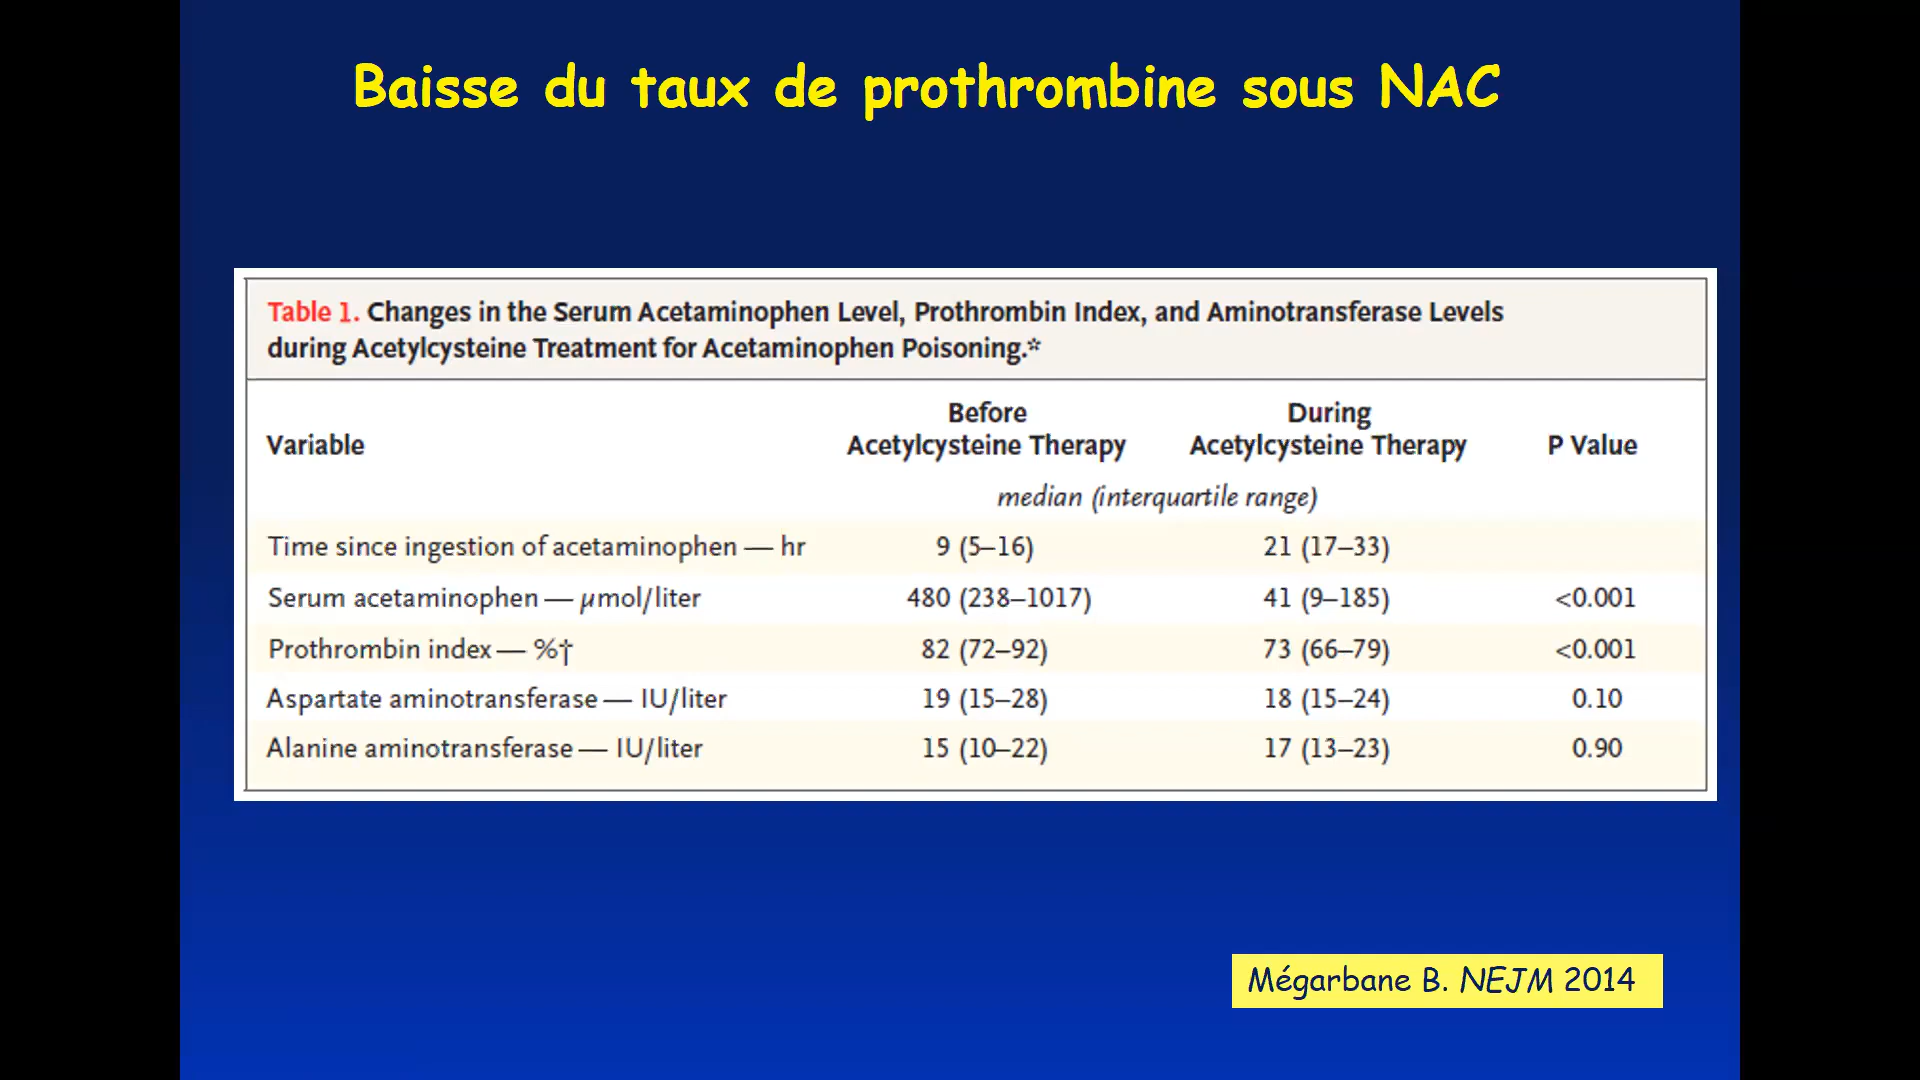 Baisse du taux de prothrombine sous NAC
Table 1. Changes in the Serum Acetaminophen Level, Prothrombin Index, and Aminotransferase Levels
during Acetylcysteine Treatment for Acetaminophen Poisoning.*
Variable Before Acetylcysteine Therapy During Acetylcysteine Therapy P Value
median (interquartile range)
Time since ingestion of acetaminophen — hr 9 (5–16) 21 (17–33)
Serum acetaminophen — µmol/liter 480 (238–1017) 41 (9–185) <0.001
Prothrombin index — %† 82 (72–92) 73 (66–79) <0.001
Aspartate aminotransferase — IU/liter 19 (15–28) 18 (15–24) 0.10
Alanine aminotransferase — IU/liter 15 (10–22) 17 (13–23) 0.90
Mégarbane B. NEJM 2014